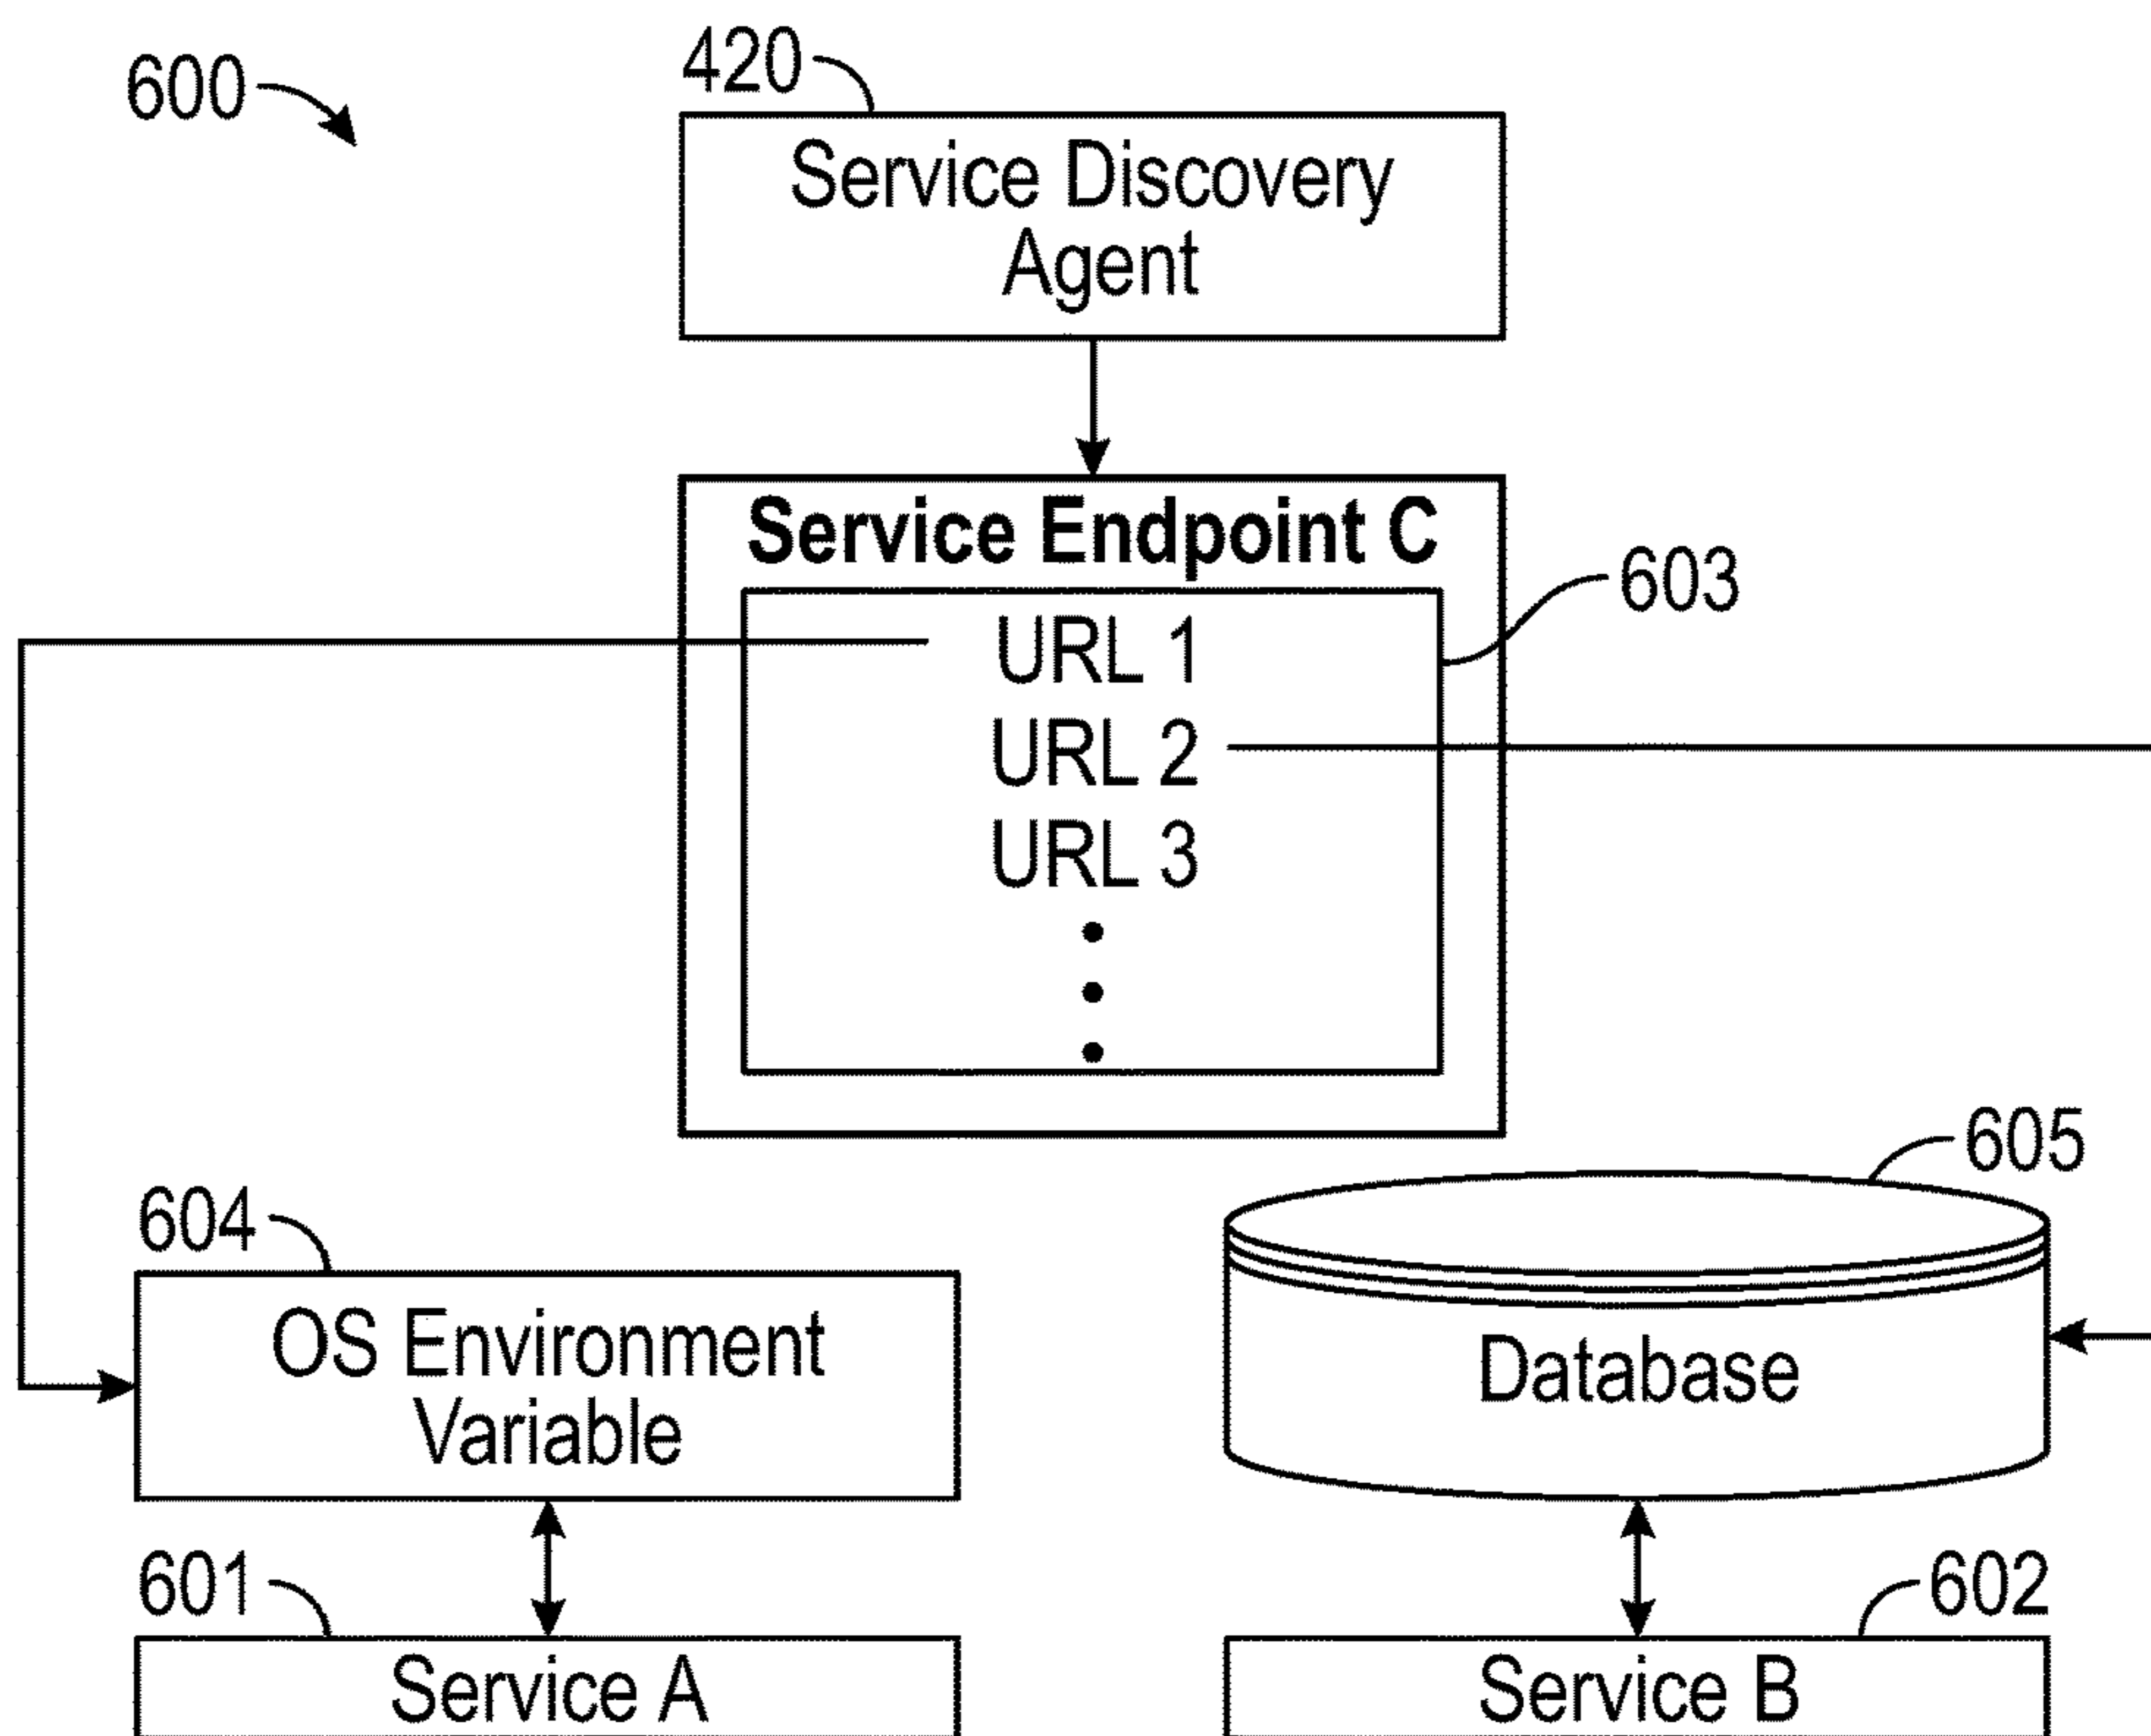 600
420
Service Discovery
Agent
Service Endpoint C
603
URL 1
URL 2
URL 3
605
604
OS Environment
Variable
Database
601
602
Service A
Service B